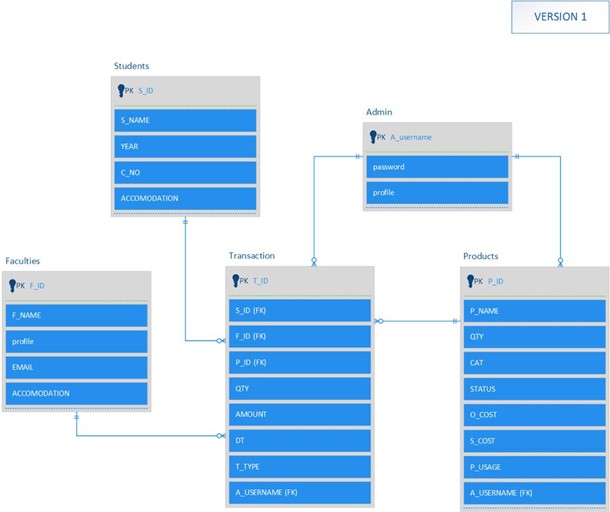 VERSION 1
Students
PK S_ID
S_NAME
YEAR
C_NO
ACCOMODATION
Admin
PK A_username
password
profile
Faculties
PK F_ID
F_NAME
profile
EMAIL
ACCOMODATION
Transaction
PK T_ID
S_ID (FK)
F_ID (FK)
P_ID (FK)
QTY
AMOUNT
DT
T_TYPE
A_USERNAME (FK)
Products
PK P_ID
P_NAME
QTY
CAT
STATUS
O_COST
S_COST
P_USAGE
A_USERNAME (FK)